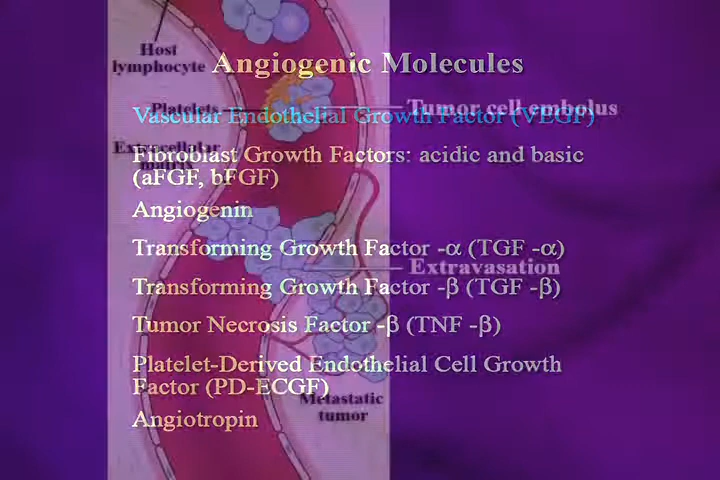 Host
lymphocyte
Angiogenic Molecules
Platelets
Tumor cell embolus
Vascular Endothelial Growth Factor (VEGF)
Extracellular
matrix
Fibroblast Growth Factors: acidic and basic
(aFGF, bFGF)
Angiogenin
Transforming Growth Factor -α (TGF -α)
Extravasation
Transforming Growth Factor -β (TGF -β)
Tumor Necrosis Factor -β (TNF -β)
Platelet-Derived Endothelial Cell Growth
Factor (PD-ECGF)
Metastatic
tumor
Angiotropin